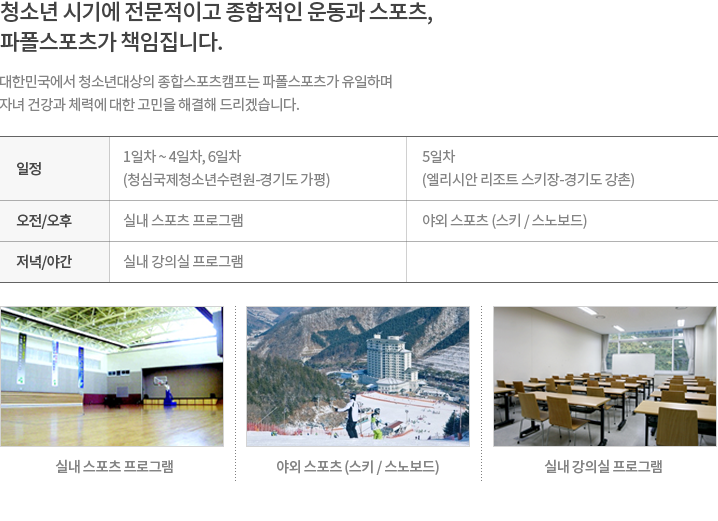 청소년 시기에 전문적이고 종합적인 운동과 스포츠,
파폴스포츠가 책임집니다.
대한민국에서 청소년대상의 종합스포츠캠프는 파폴스포츠가 유일하며
자녀 건강과 체력에 대한 고민을 해결해 드리겠습니다.
일정
1일차 ~ 4일차, 6일차
(청심국제청소년수련원-경기도 가평)
5일차
(엘리시안 리조트 스키장-경기도 강촌)
오전/오후
실내 스포츠 프로그램
야외 스포츠 (스키 / 스노보드)
저녁/야간
실내 강의실 프로그램
실내 스포츠 프로그램
야외 스포츠 (스키 / 스노보드)
실내 강의실 프로그램